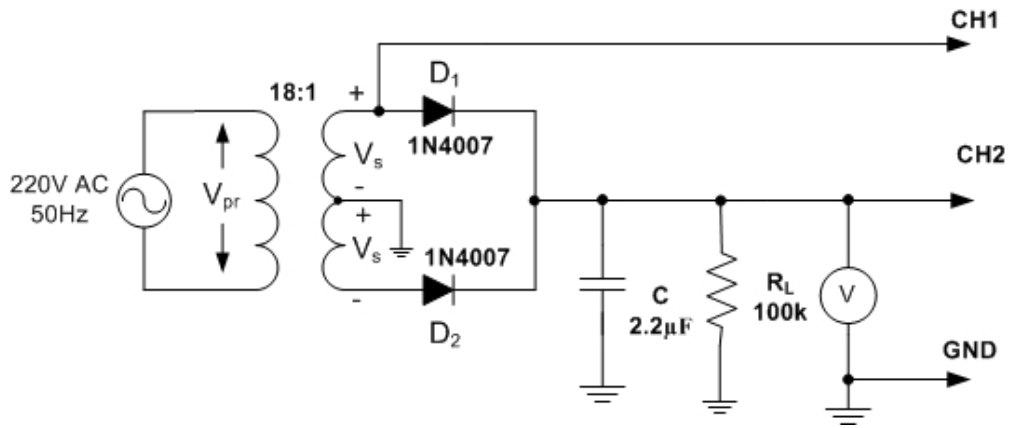 CH1
D1
18:1
+
1N4007
Vs
-
220V AC
50Hz
Vpr
CH2
+
Vs
-
1N4007
D2
C
2.2µF
RL
100k
V
GND